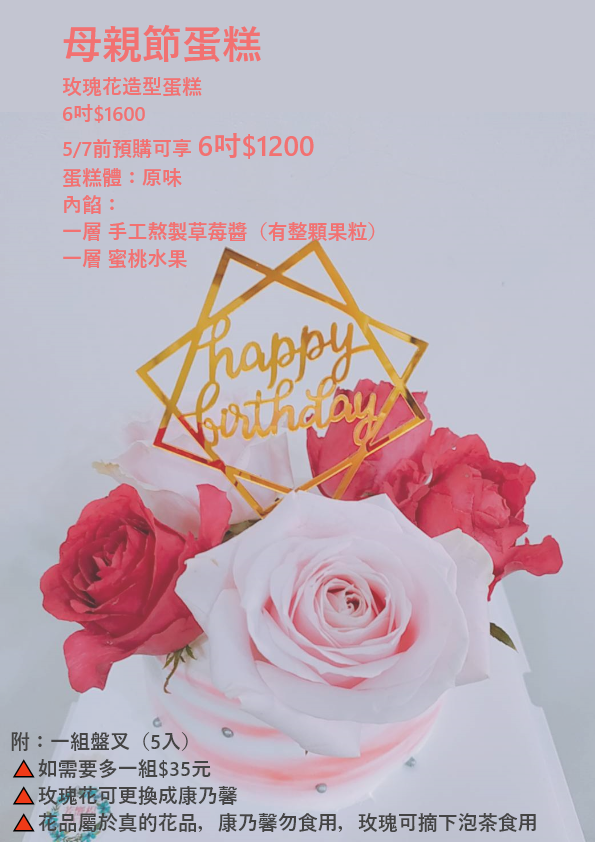 母親節蛋糕
玫瑰花造型蛋糕
6吋$1600
5/7前預購可享 6吋$1200
蛋糕體：原味
內餡：
一層 手工熬製草莓醬（有整顆果粒）
一層 蜜桃水果
happy
birthday
附：一組盤叉（5入）
如需要多一組$35元
玫瑰花可更換成康乃馨
花品屬於真的花品，康乃馨勿食用，玫瑰可摘下泡茶食用